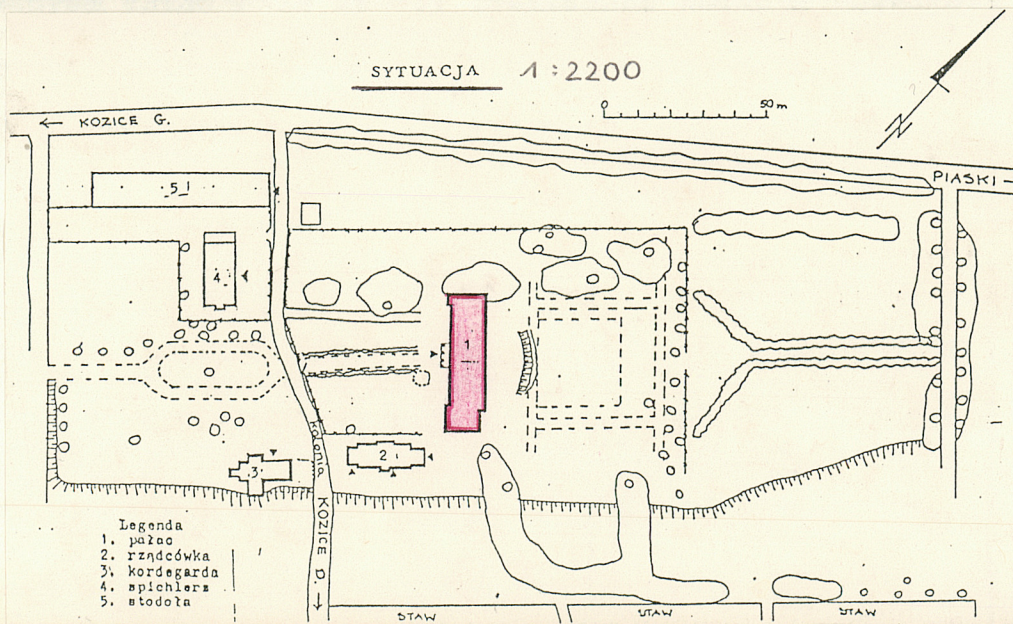 SYTUACJA 1:2200
0 50 m
← KOZICE G.
PIASKI
5
4
1
2
3
KOLONIA KOZICE D. →
Legenda
1. pałac
2. rządcówka
3. kordegarda
4. spichlerz
5. stodoła
STAW
STAW
STAW